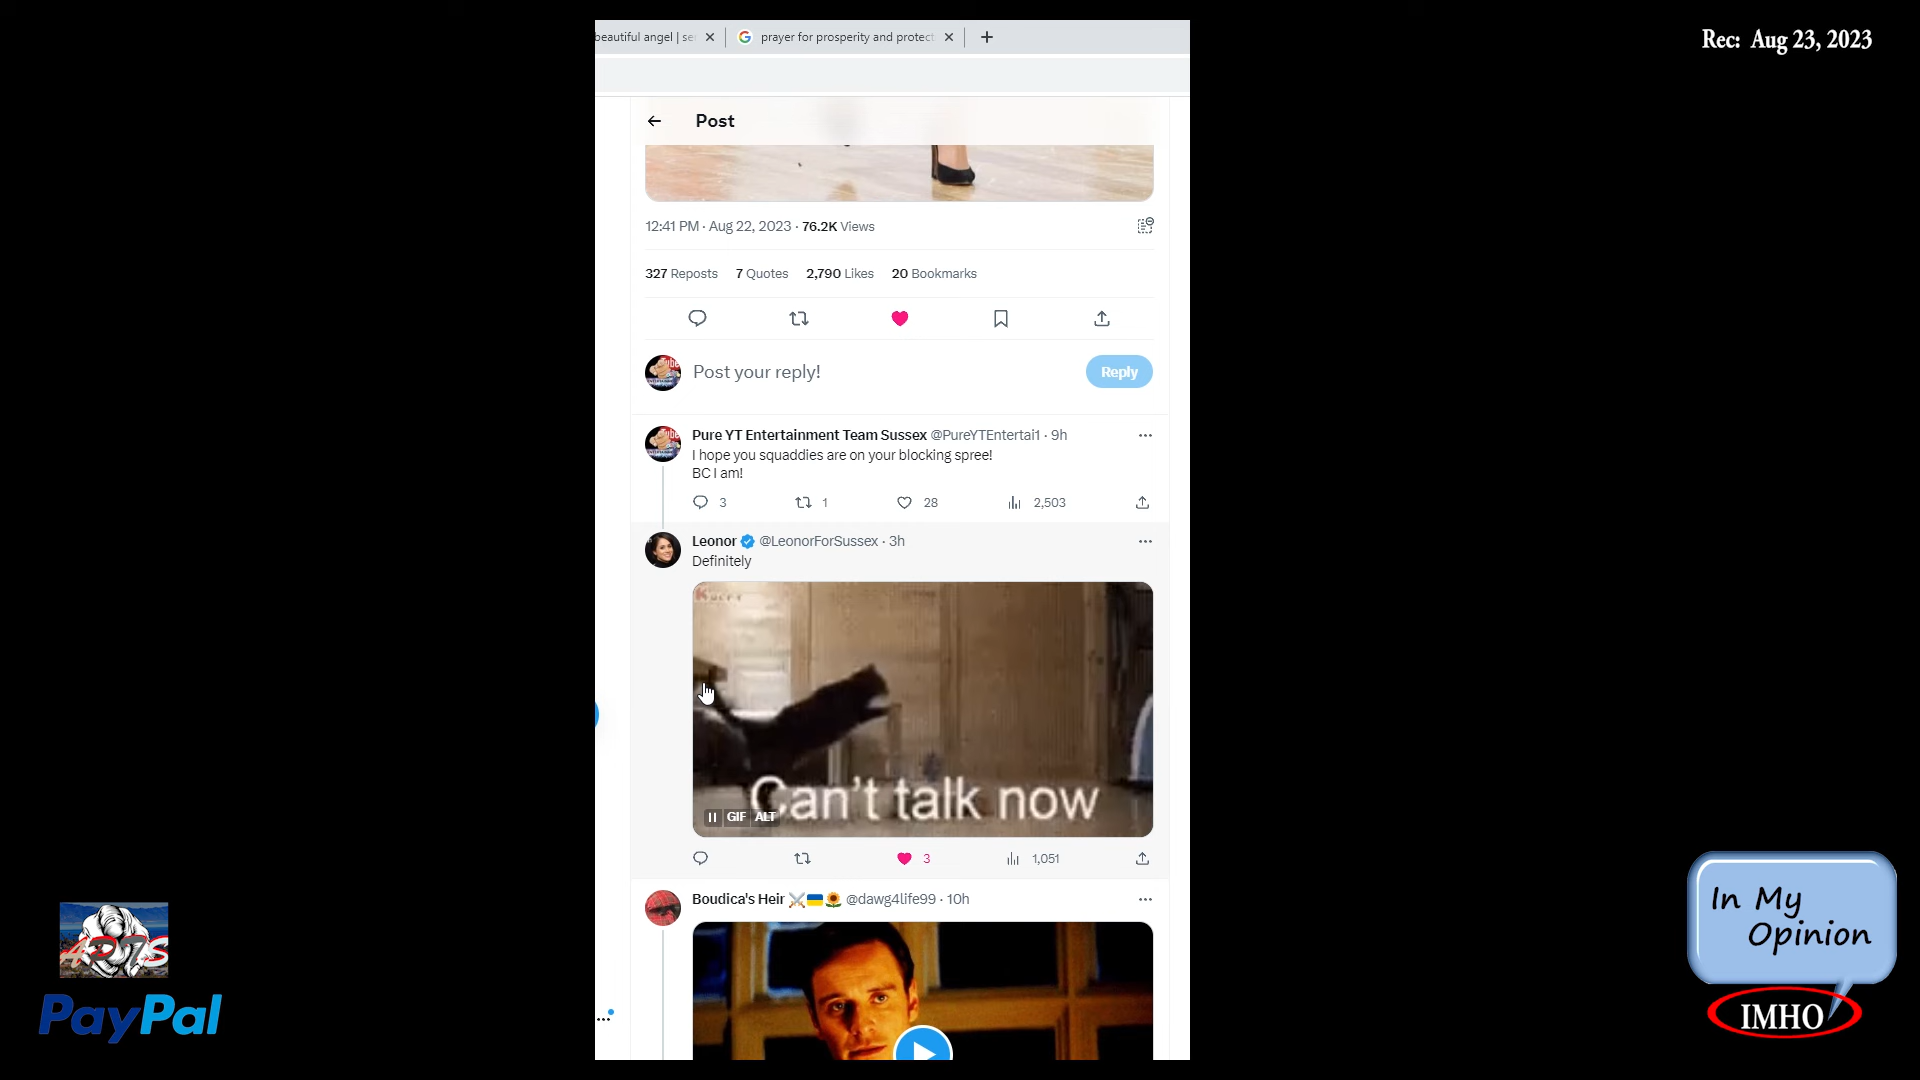 beautiful angel | se
prayer for prosperity and protect
Rec: Aug 23, 2023
Post
12:41 PM · Aug 22, 2023 · 76.2K Views
327 Reposts 7 Quotes 2,790 Likes 20 Bookmarks
Post your reply!
Reply
Pure YT Entertainment Team Sussex @PureYTEntertai1 · 9h
I hope you squaddies are on your blocking spree!
BC I am!
3 1 28 2,503
Leonor @LeonorForSussex · 3h
Definitely
Can't talk now
GIF ALT
3 1,051
Boudica's Heir @dawg4life99 · 10h
PayPal
In My
Opinion
IMHO